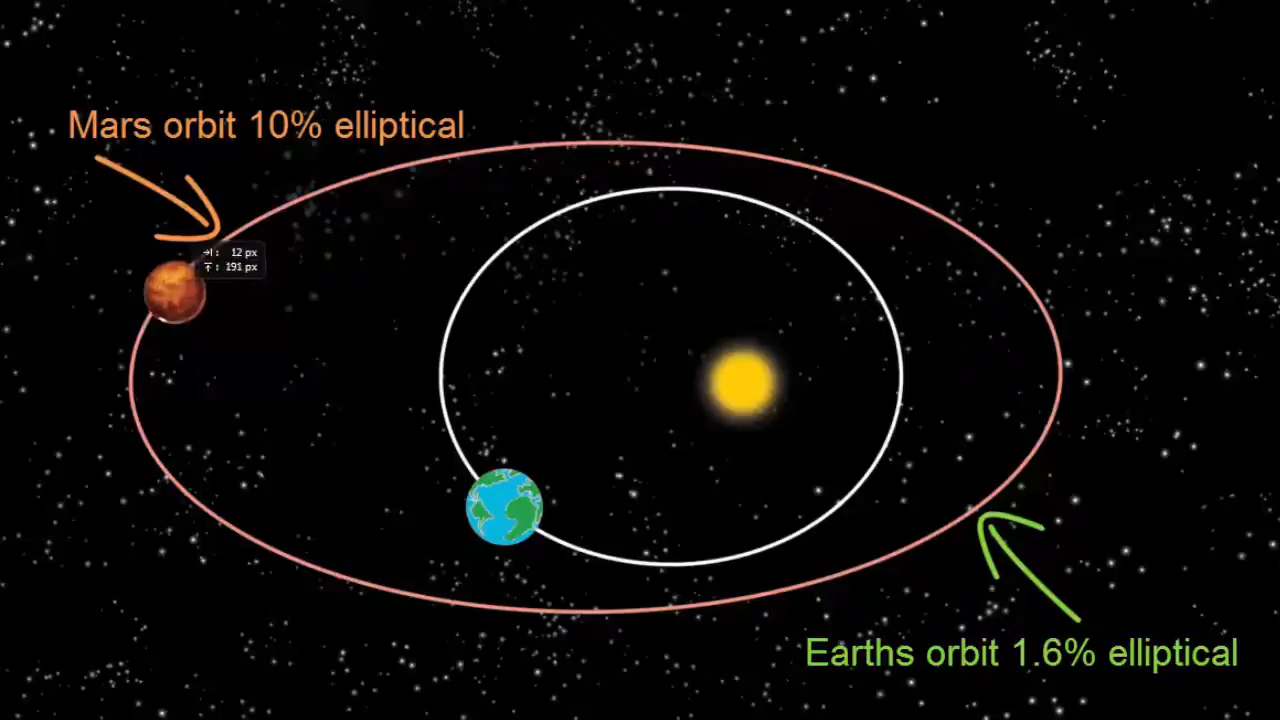 Mars orbit 10% elliptical
→I : 12 px
↑ : 191 px
Earths orbit 1.6% elliptical